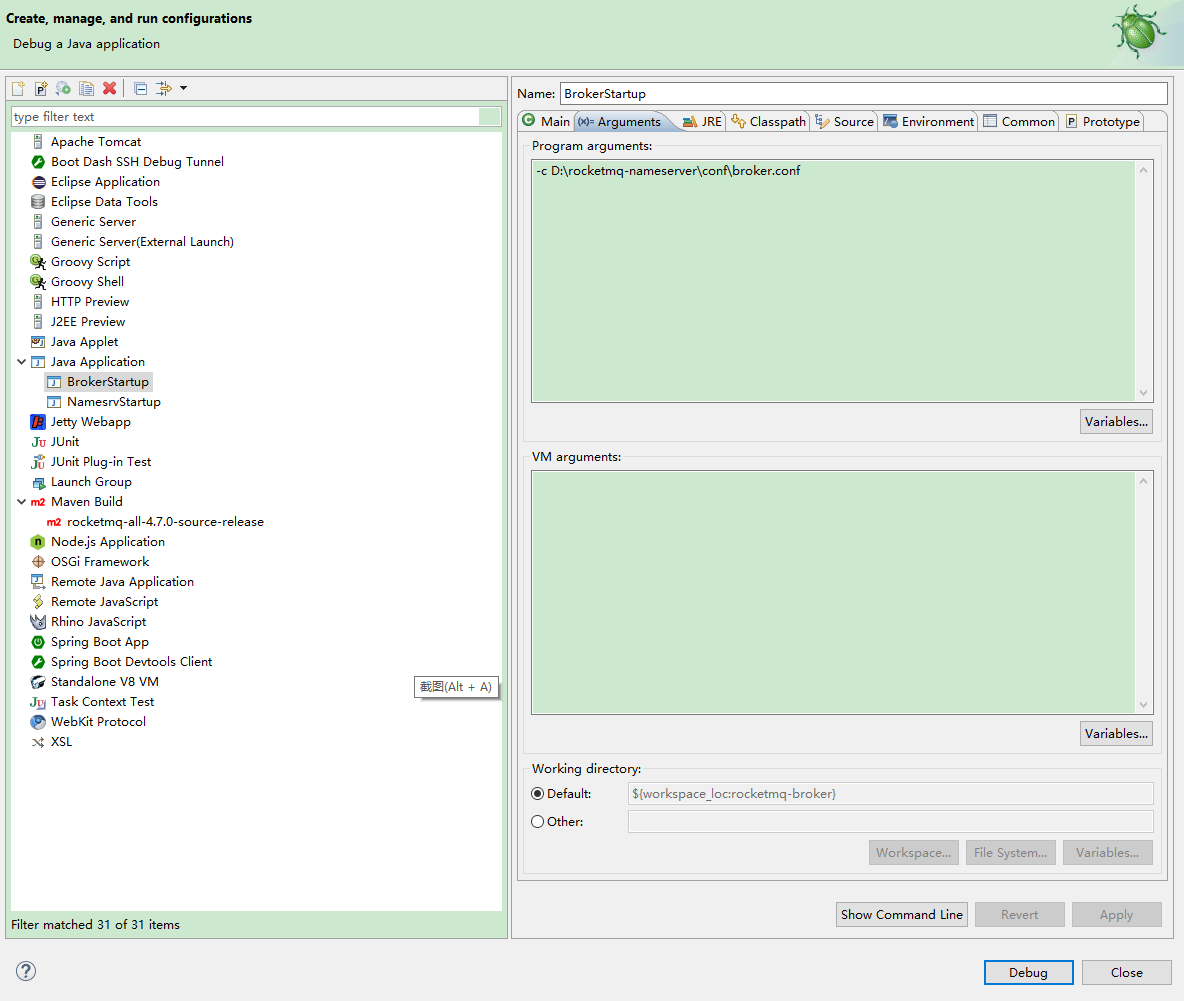 Create, manage, and run configurations
Debug a Java application
type filter text
Apache Tomcat
Boot Dash SSH Debug Tunnel
Eclipse Application
Eclipse Data Tools
Generic Server
Generic Server(External Launch)
Groovy Script
Groovy Shell
HTTP Preview
J2EE Preview
Java Applet
Java Application
BrokerStartup
NamesrvStartup
Jetty Webapp
JUnit
JUnit Plug-in Test
Launch Group
Maven Build
m2 rocketmq-all-4.7.0-source-release
Node.js Application
OSGi Framework
Remote Java Application
Remote JavaScript
Rhino JavaScript
Spring Boot App
Spring Boot Devtools Client
Standalone V8 VM
Task Context Test
WebKit Protocol
XSL
截图(Alt + A)
Filter matched 31 of 31 items
Name: BrokerStartup
Main (x)= Arguments JRE Classpath Source Environment Common Prototype
Program arguments:
-c D:\rocketmq-nameserver\conf\broker.conf
Variables...
VM arguments:
Variables...
Working directory:
Default: ${workspace_loc:rocketmq-broker}
Other:
Workspace... File System... Variables...
Show Command Line Revert Apply
Debug Close